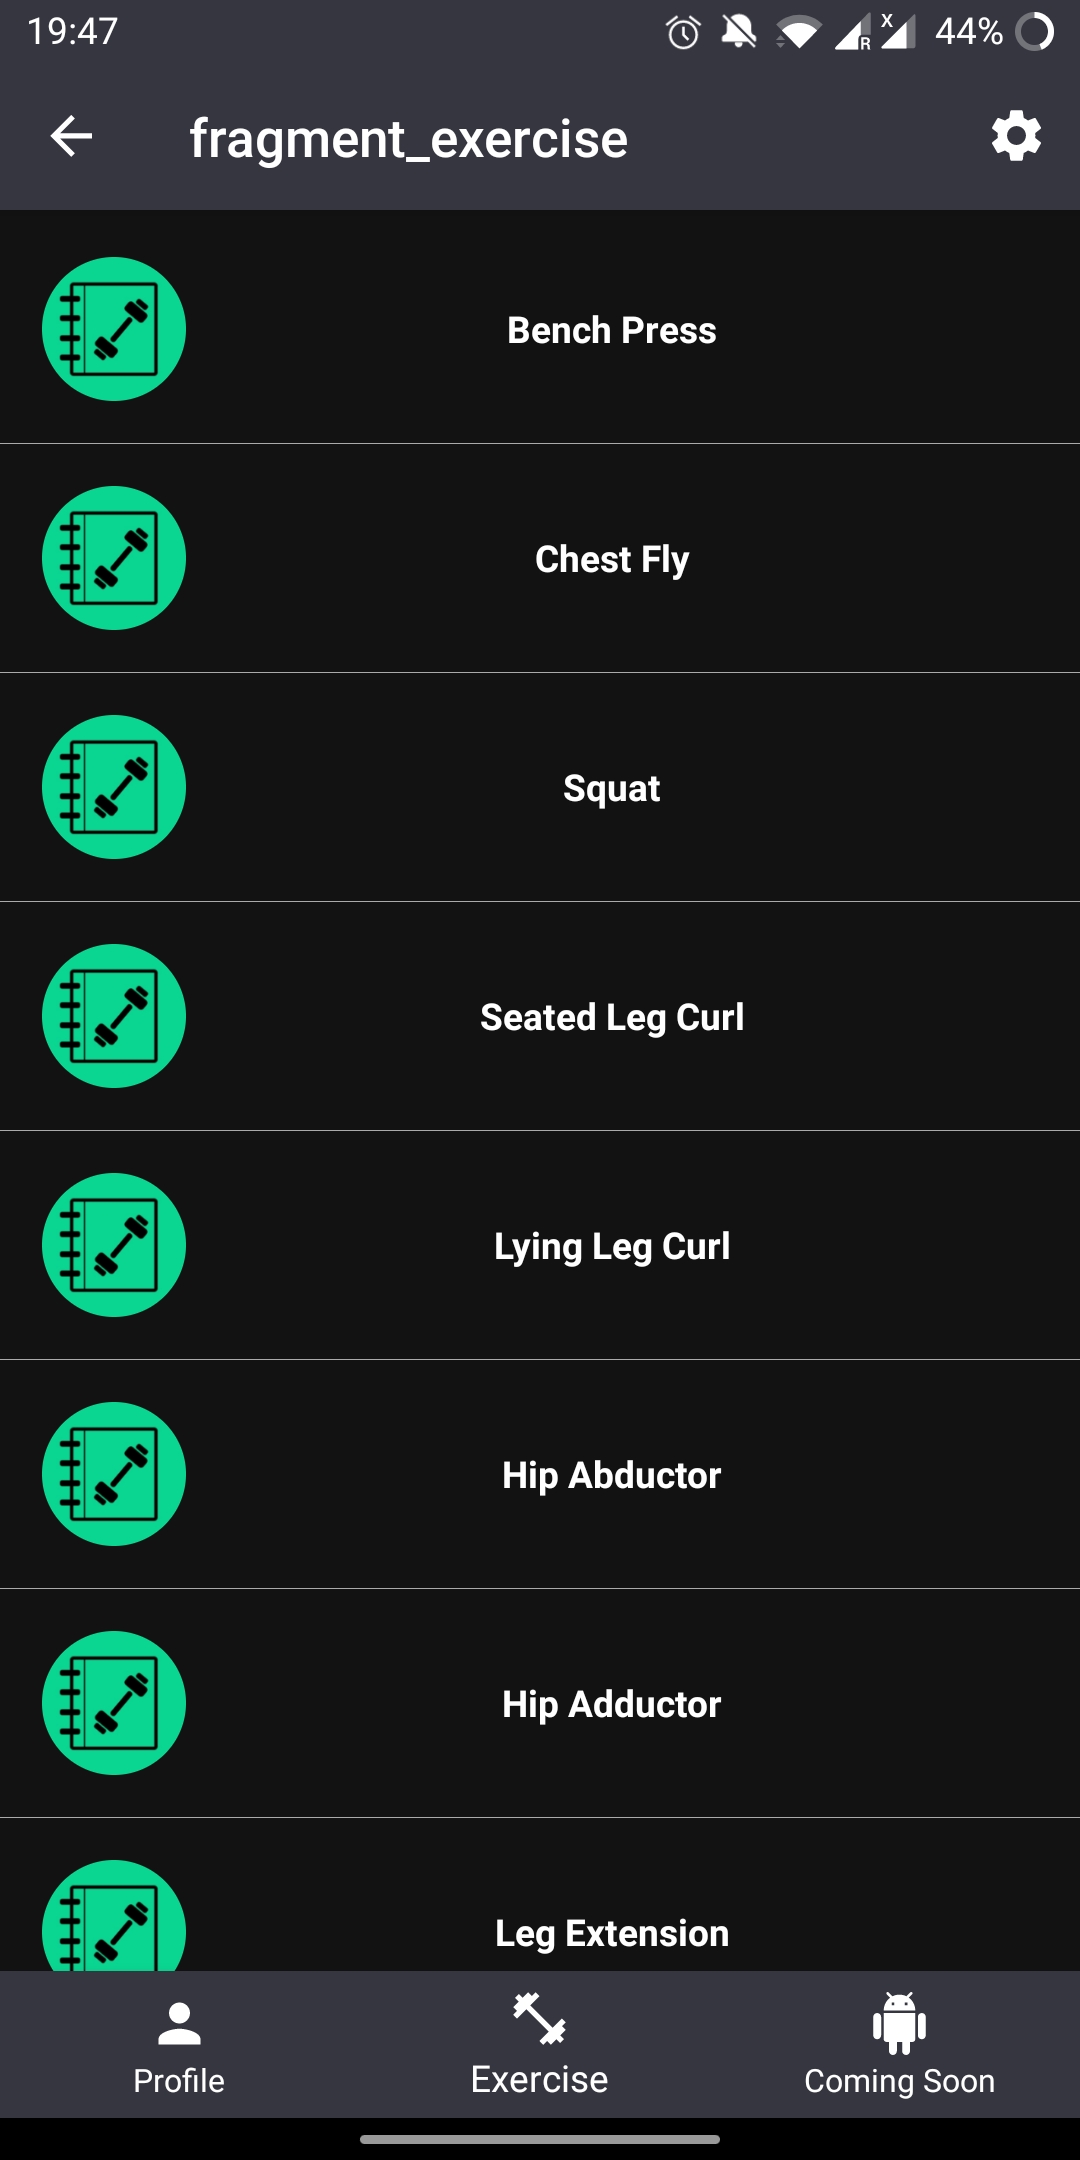 19:47
R
x
44%
fragment_exercise
Bench Press
Chest Fly
Squat
Seated Leg Curl
Lying Leg Curl
Hip Abductor
Hip Adductor
Leg Extension
Profile
Exercise
Coming Soon